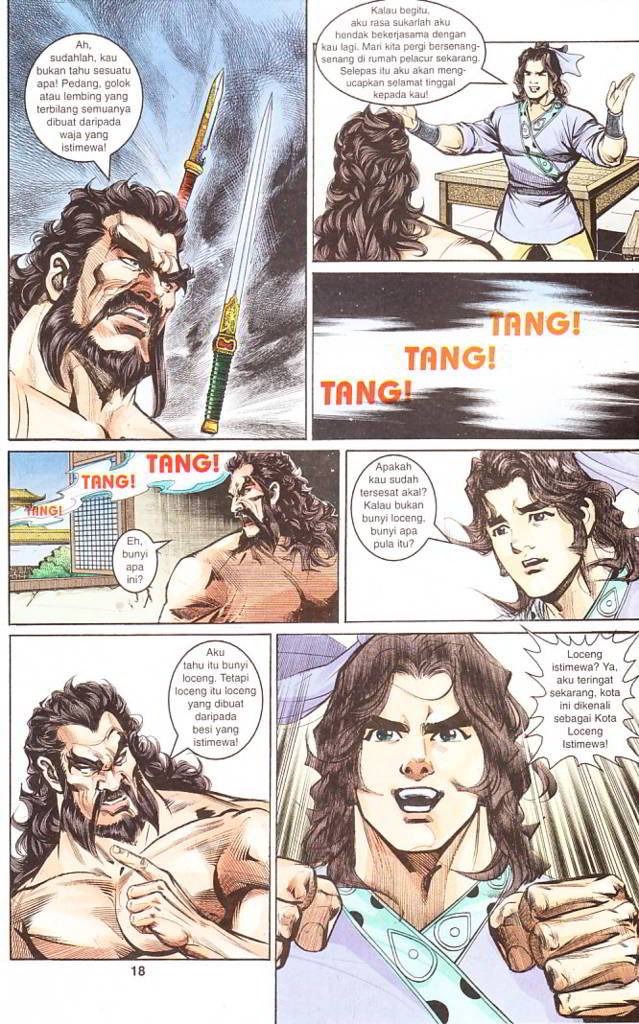 Ah,
sudahlah, kau
bukan tahu sesuatu
apa! Pedang, golok
atau lembing yang
terbilang semuanya
dibuat daripada
waja yang
istimewa!
Kalau begitu,
aku rasa sukarlah aku
hendak bekerjasama dengan
kau lagi. Mari kita pergi bersenang-
senang di rumah pelacur sekarang.
Selepas itu aku akan meng-
ucapkan selamat tinggal
kepada kau!
TANG!
TANG!
TANG!
TANG!
TANG!
TANG!
Eh,
bunyi
apa
ini?
Apakah
kau sudah
tersesat akal?
Kalau bukan
bunyi loceng,
bunyi apa
pula itu?
Aku
tahu itu bunyi
loceng. Tetapi
loceng itu loceng
yang dibuat
daripada
besi yang
istimewa!
Loceng
istimewa? Ya,
aku teringat
sekarang, kota
ini dikenali
sebagai Kota
Loceng
Istimewa!
18